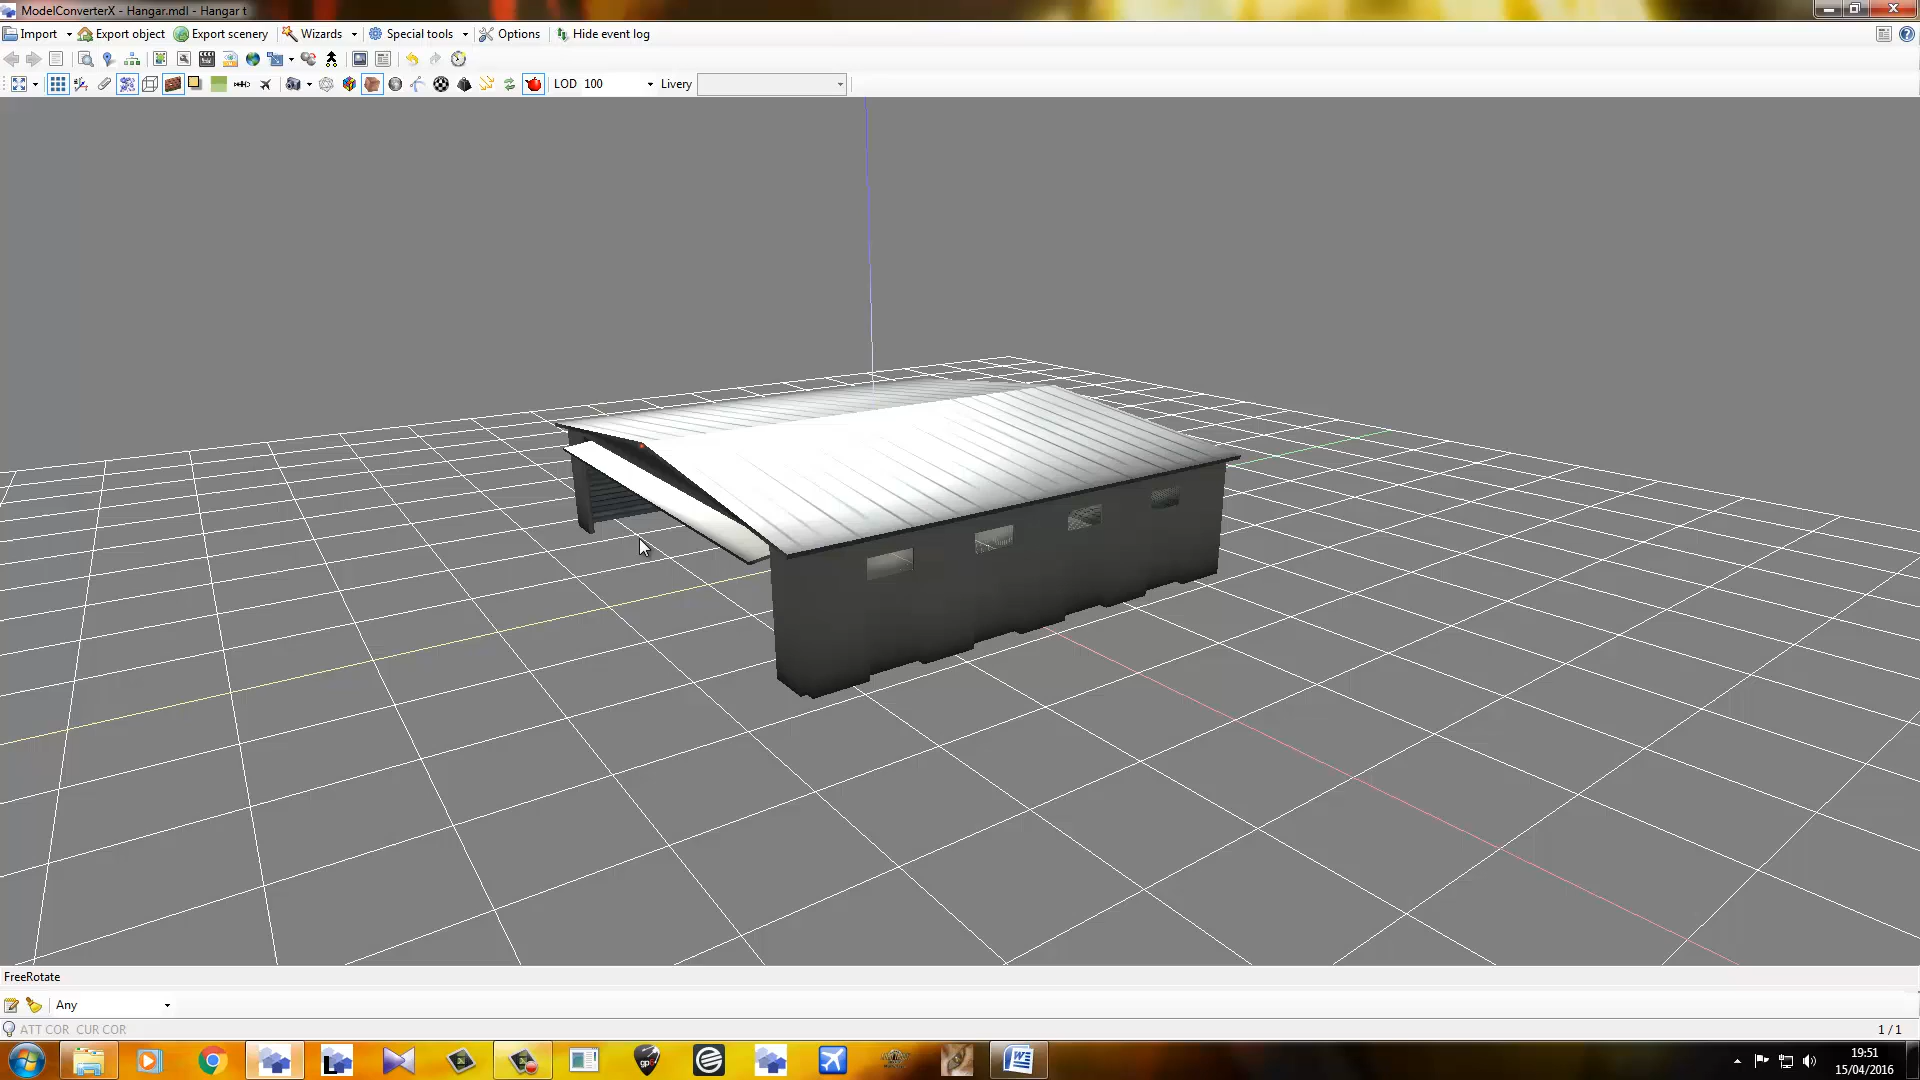 ModelConverterX - Hangar.mdl - Hangar t
Import Export object Export scenery Wizards Special tools Options Hide event log
LOD 100 Livery
FreeRotate
Any
ATT COR CUR COR
1 / 1
19:51
15/04/2016